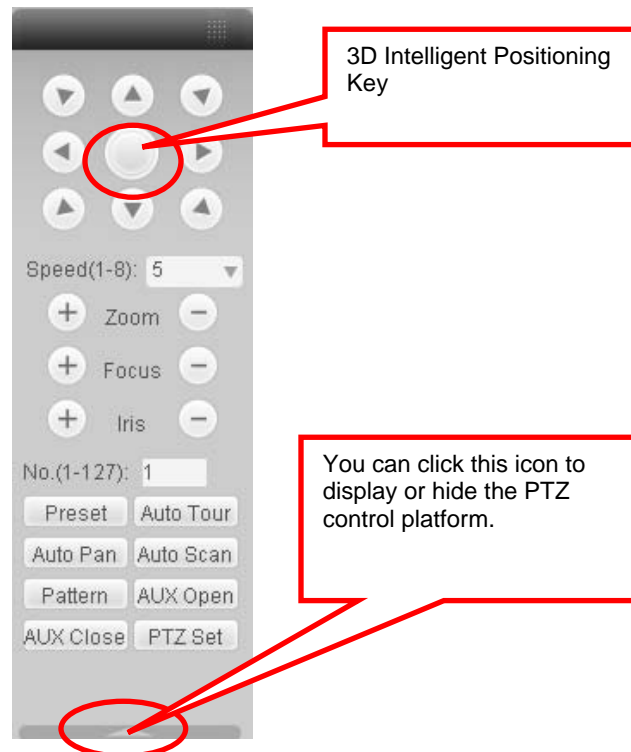 3D Intelligent Positioning
Key
Speed(1-8): 5
Zoom
Focus
Iris
No.(1-127): 1
Preset Auto Tour
Auto Pan Auto Scan
Pattern AUX Open
AUX Close PTZ Set
You can click this icon to
display or hide the PTZ
control platform.